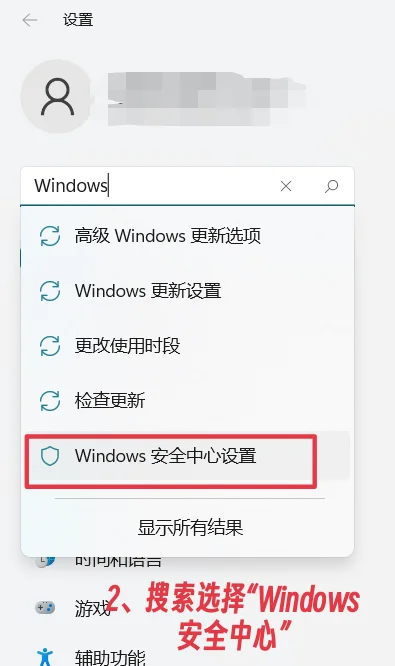 设置
Windows
高级 Windows 更新选项
Windows 更新设置
更改使用时段
检查更新
Windows 安全中心设置
显示所有结果
时间和语言
游戏
2、搜索选择“Windows
安全中心”
辅助功能